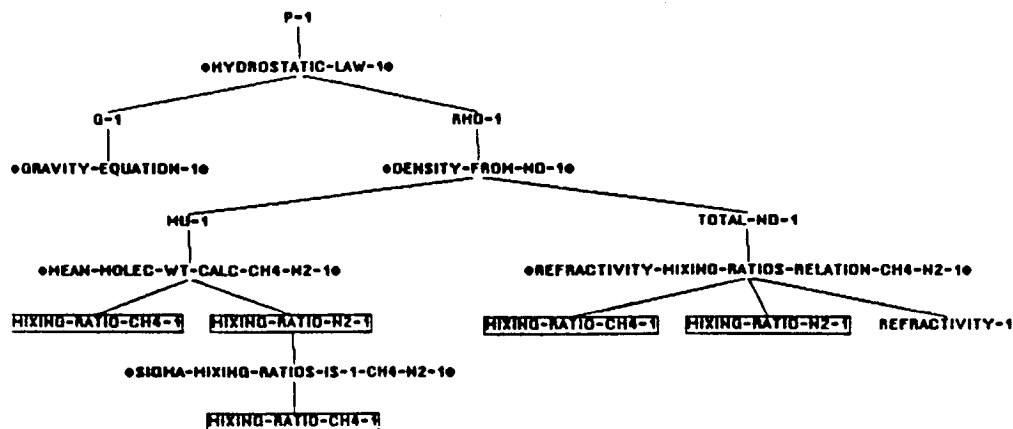 P-1
●HYDROSTATIC-LAW-1●
G-1 RHO-1
●GRAVITY-EQUATION-1● ●DENSITY-FROM-ND-1●
MU-1 TOTAL-ND-1
●MEAN-MOLEC-WT-CALC-CH4-N2-1● ●REFRACTIVITY-MIXING-RATIOS-RELATION-CH4-N2-1●
MIXING-RATIO-CH4-1 MIXING-RATIO-N2-1 MIXING-RATIO-CH4-1 MIXING-RATIO-N2-1 REFRACTIVITY-1
●SIGMA-MIXING-RATIOS-IS-1-CH4-N2-1●
MIXING-RATIO-CH4-1